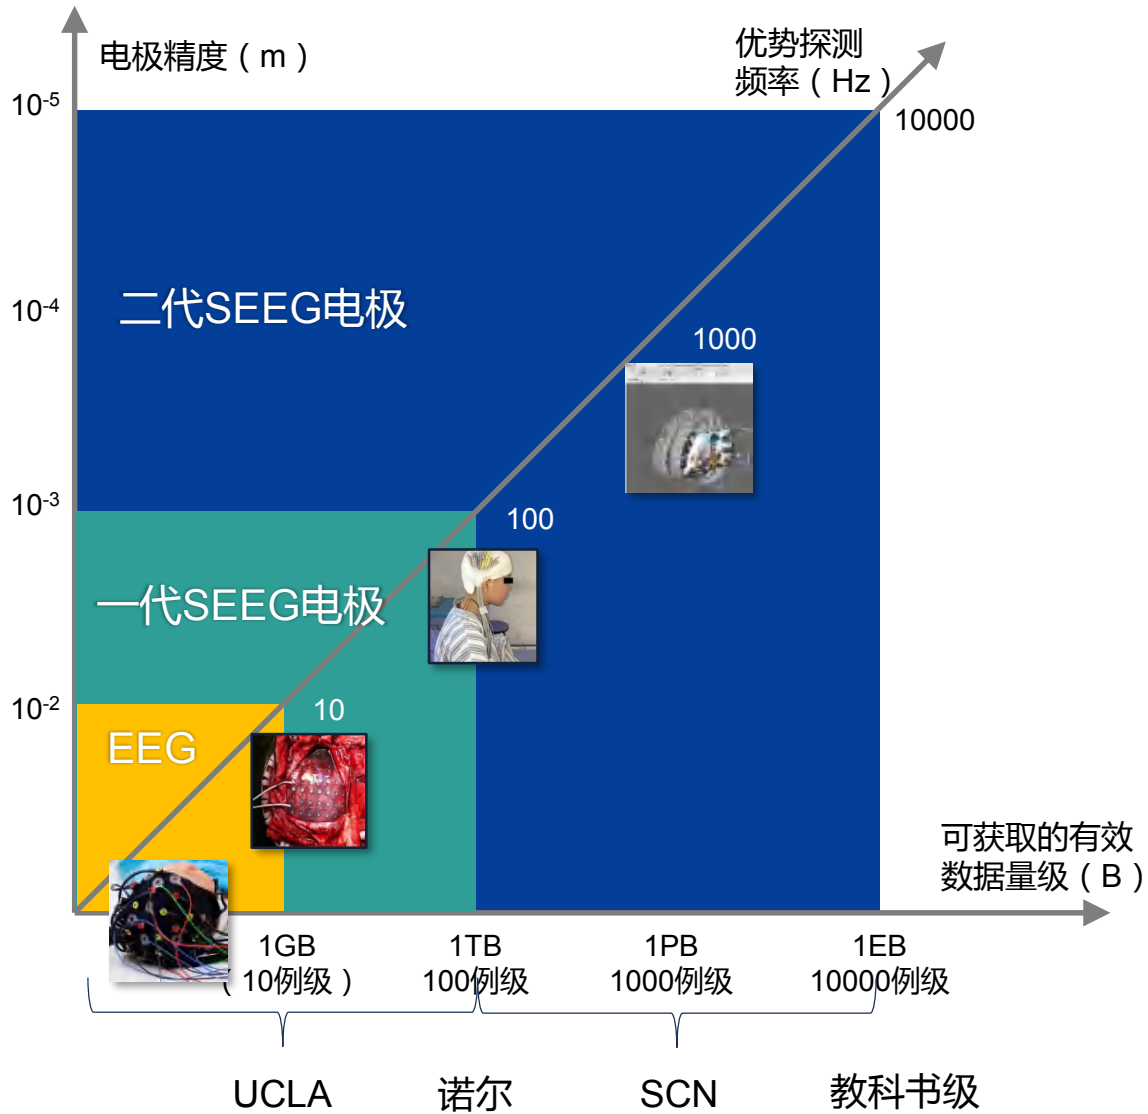 电极精度（m）
优势探测
频率（Hz）
10-5
10000
二代SEEG电极
10-4
1000
10-3
100
一代SEEG电极
10-2
10
EEG
可获取的有效
数据量级（B）
1GB
（10例级）
1TB
100例级
1PB
1000例级
1EB
10000例级
UCLA
诺尔
SCN
教科书级